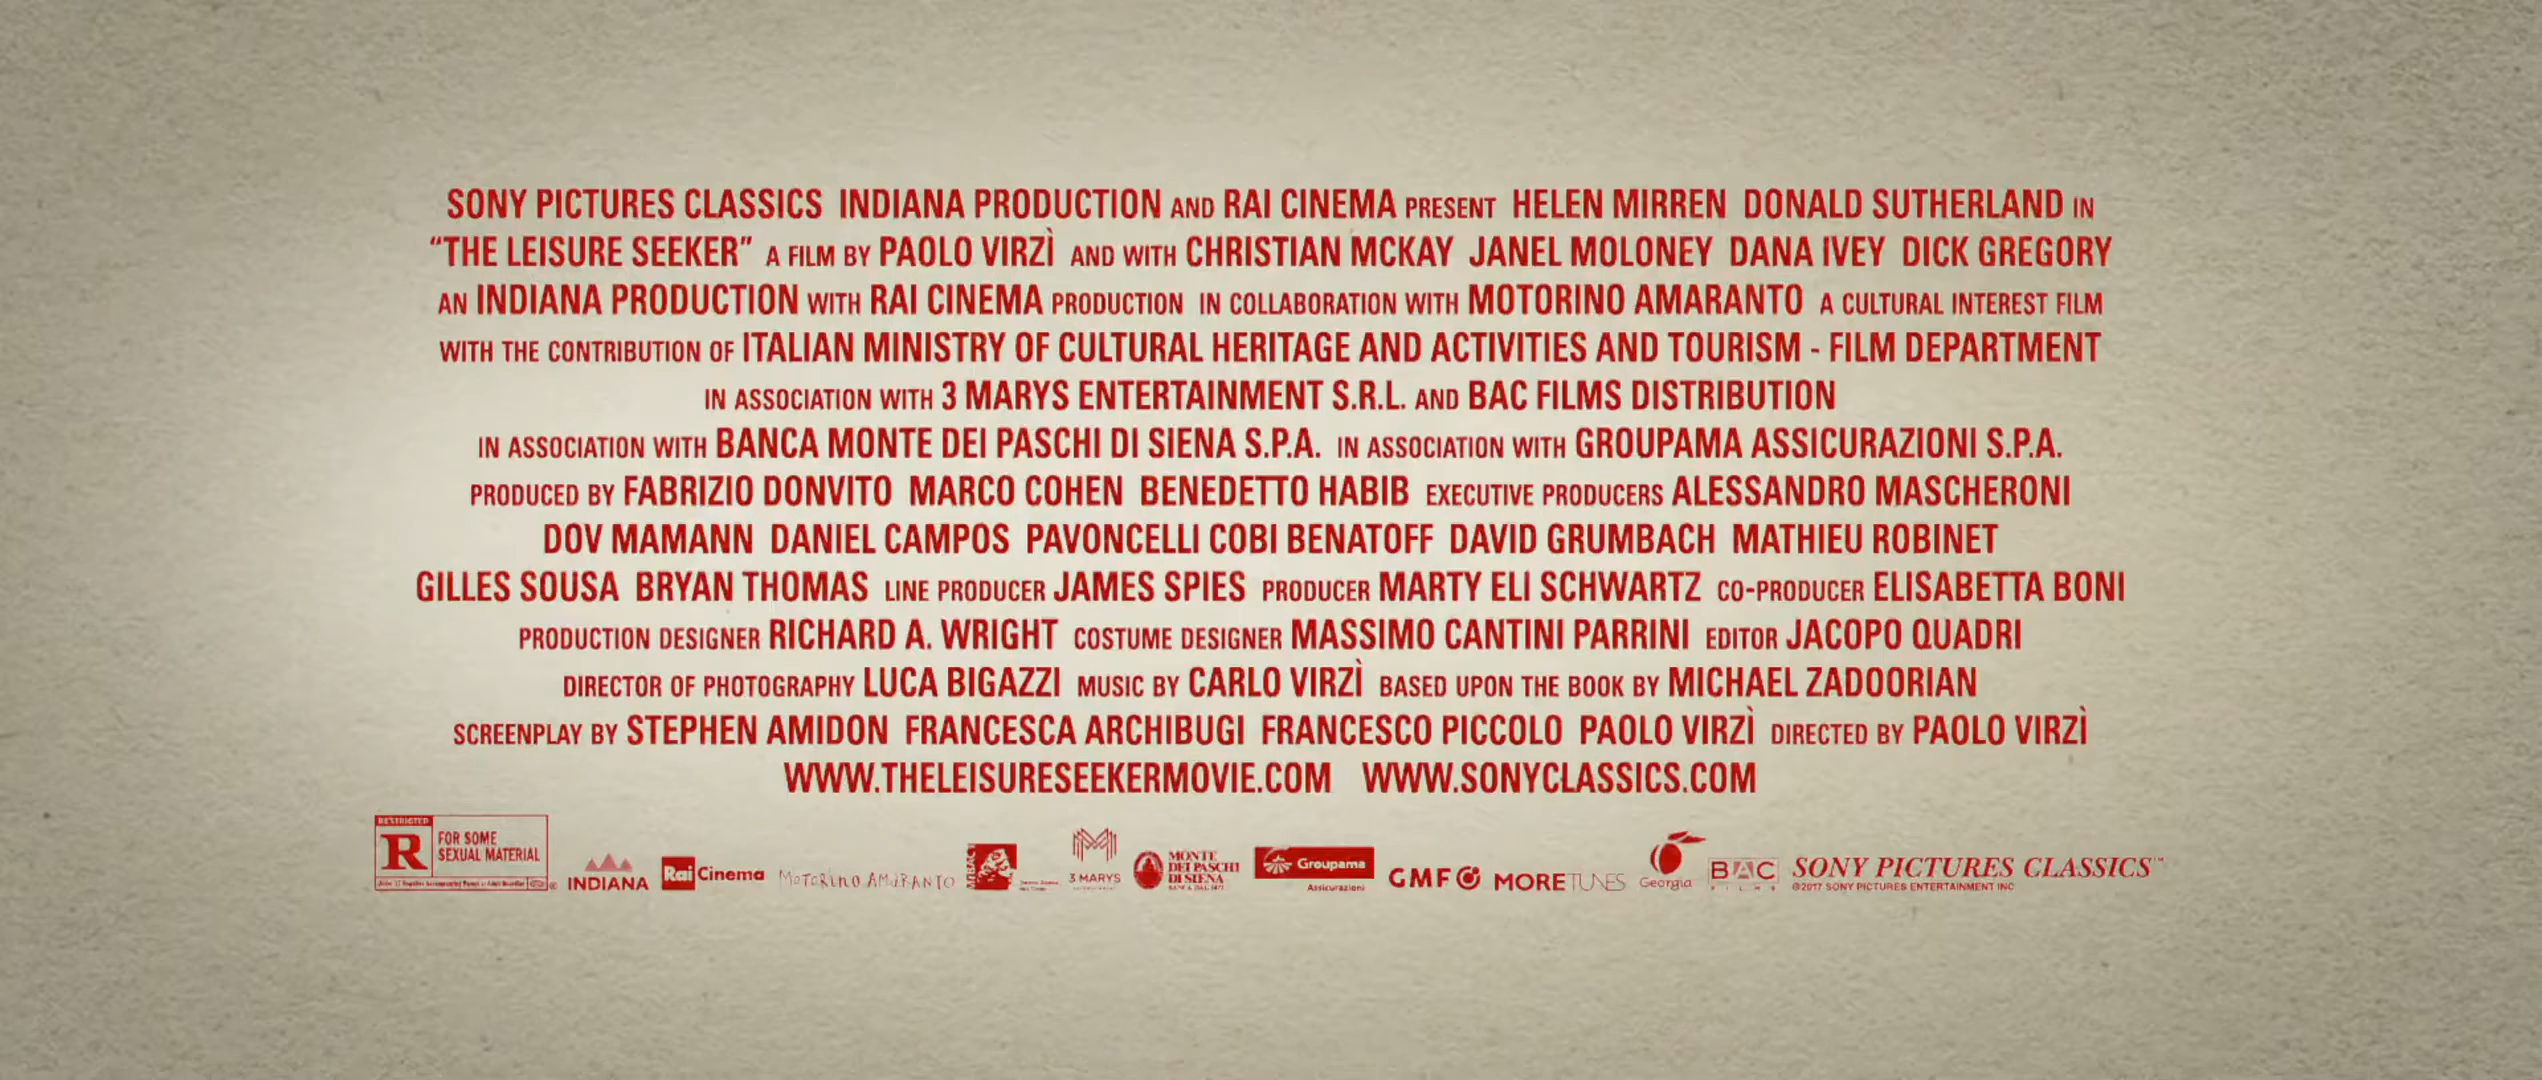 SONY PICTURES CLASSICS INDIANA PRODUCTION AND RAI CINEMA PRESENT HELEN MIRREN DONALD SUTHERLAND IN
“THE LEISURE SEEKER” A FILM BY PAOLO VIRZÌ AND WITH CHRISTIAN MCKAY JANEL MOLONEY DANA IVEY DICK GREGORY
AN INDIANA PRODUCTION WITH RAI CINEMA PRODUCTION IN COLLABORATION WITH MOTORINO AMARANTO A CULTURAL INTEREST FILM
WITH THE CONTRIBUTION OF ITALIAN MINISTRY OF CULTURAL HERITAGE AND ACTIVITIES AND TOURISM - FILM DEPARTMENT
IN ASSOCIATION WITH 3 MARYS ENTERTAINMENT S.R.L. AND BAC FILMS DISTRIBUTION
IN ASSOCIATION WITH BANCA MONTE DEI PASCHI DI SIENA S.P.A. IN ASSOCIATION WITH GROUPAMA ASSICURAZIONI S.P.A.
PRODUCED BY FABRIZIO DONVITO MARCO COHEN BENEDETTO HABIB EXECUTIVE PRODUCERS ALESSANDRO MASCHERONI
DOV MAMANN DANIEL CAMPOS PAVONCELLI COBI BENATOFF DAVID GRUMBACH MATHIEU ROBINET
GILLES SOUSA BRYAN THOMAS LINE PRODUCER JAMES SPIES PRODUCER MARTY ELI SCHWARTZ CO-PRODUCER ELISABETTA BONI
PRODUCTION DESIGNER RICHARD A. WRIGHT COSTUME DESIGNER MASSIMO CANTINI PARRINI EDITOR JACOPO QUADRI
DIRECTOR OF PHOTOGRAPHY LUCA BIGAZZI MUSIC BY CARLO VIRZÌ BASED UPON THE BOOK BY MICHAEL ZADOORIAN
SCREENPLAY BY STEPHEN AMIDON FRANCESCA ARCHIBUGI FRANCESCO PICCOLO PAOLO VIRZÌ DIRECTED BY PAOLO VIRZÌ
WWW.THELEISURESEEKERMOVIE.COM WWW.SONYCLASSICS.COM
RESTRICTED
R
FOR SOME
SEXUAL MATERIAL
INDIANA
Rai Cinema
MOTORINO AMARANTO
MiBACT
3 MARYS
MONTE
DEI PASCHI
DI SIENA
BANCA DAL 1472
Groupama
Assicurazioni
GMF
MORETUNES
Georgia
BAC
FILMS
SONY PICTURES CLASSICS™
©2017 SONY PICTURES ENTERTAINMENT INC